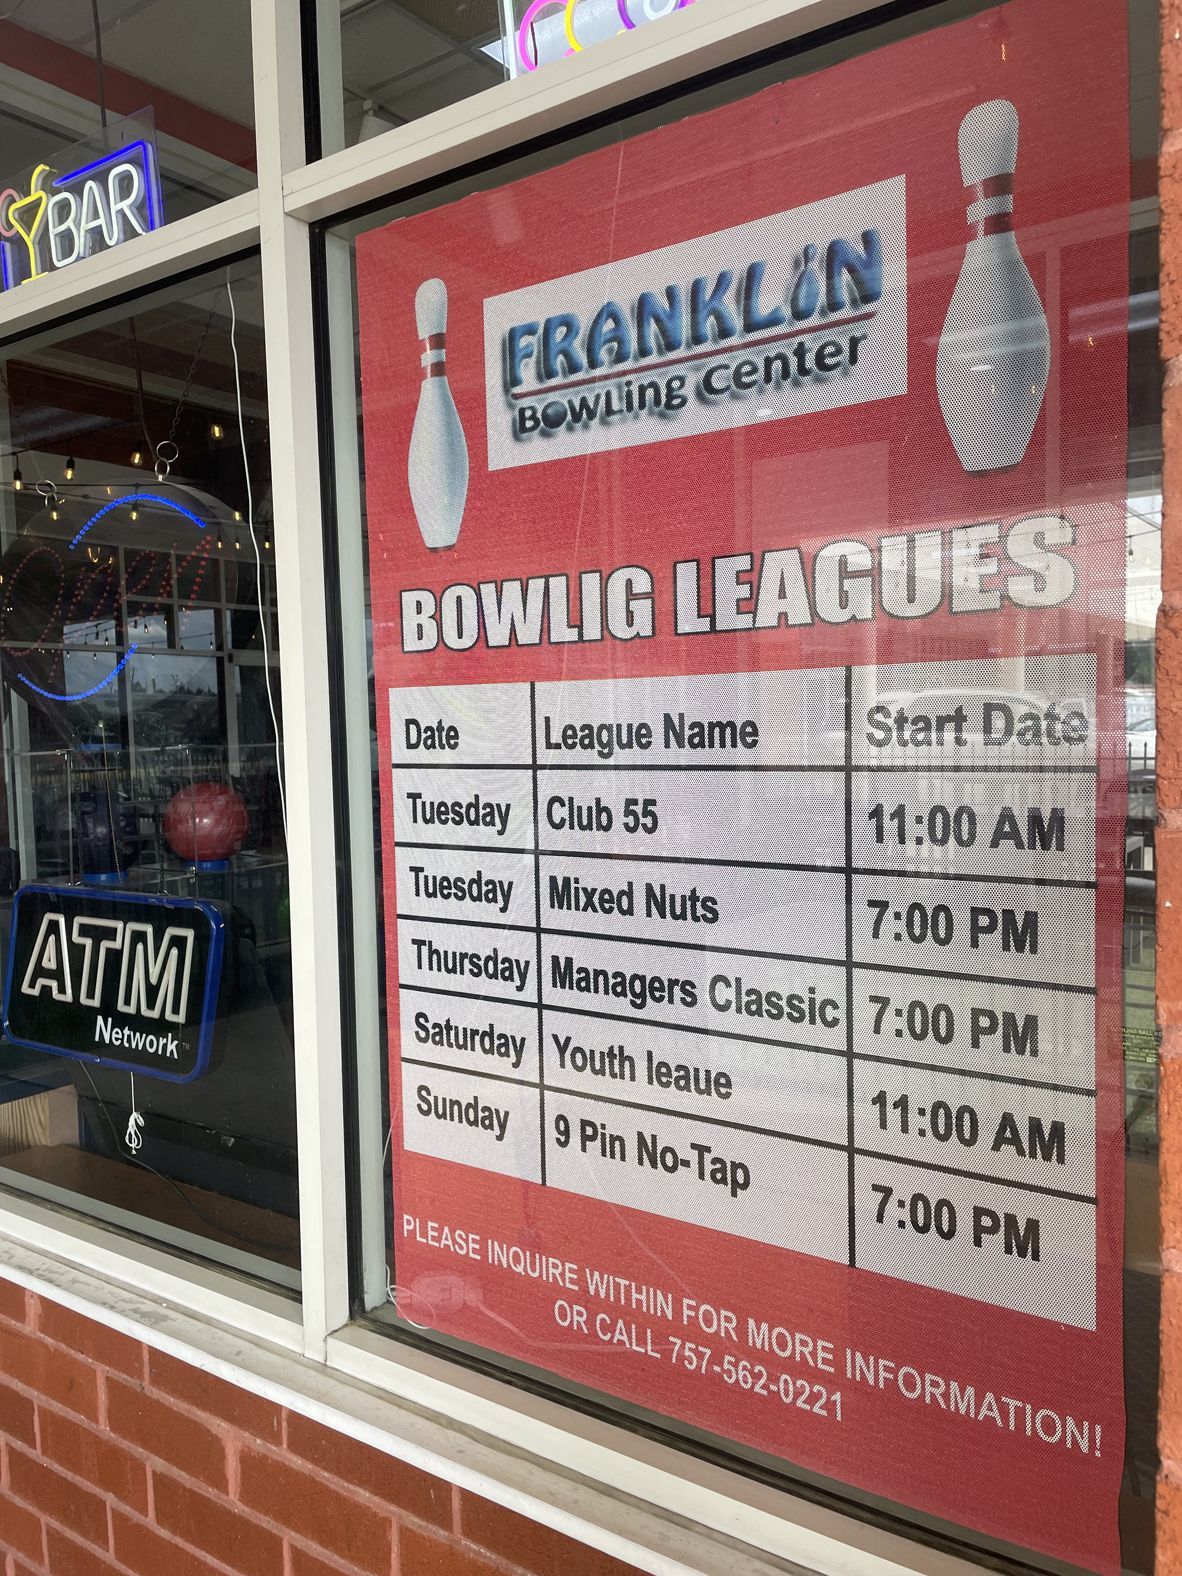 BAR
FRANKLIN
BOWLing Center
BOWLIG LEAGUES
Date League Name Start Date
Tuesday Club 55 11:00 AM
Tuesday Mixed Nuts 7:00 PM
Thursday Managers Classic 7:00 PM
Saturday Youth leaue 11:00 AM
Sunday 9 Pin No-Tap 7:00 PM
PLEASE INQUIRE WITHIN FOR MORE INFORMATION!
OR CALL 757-562-0221
open
ATM
Network TM